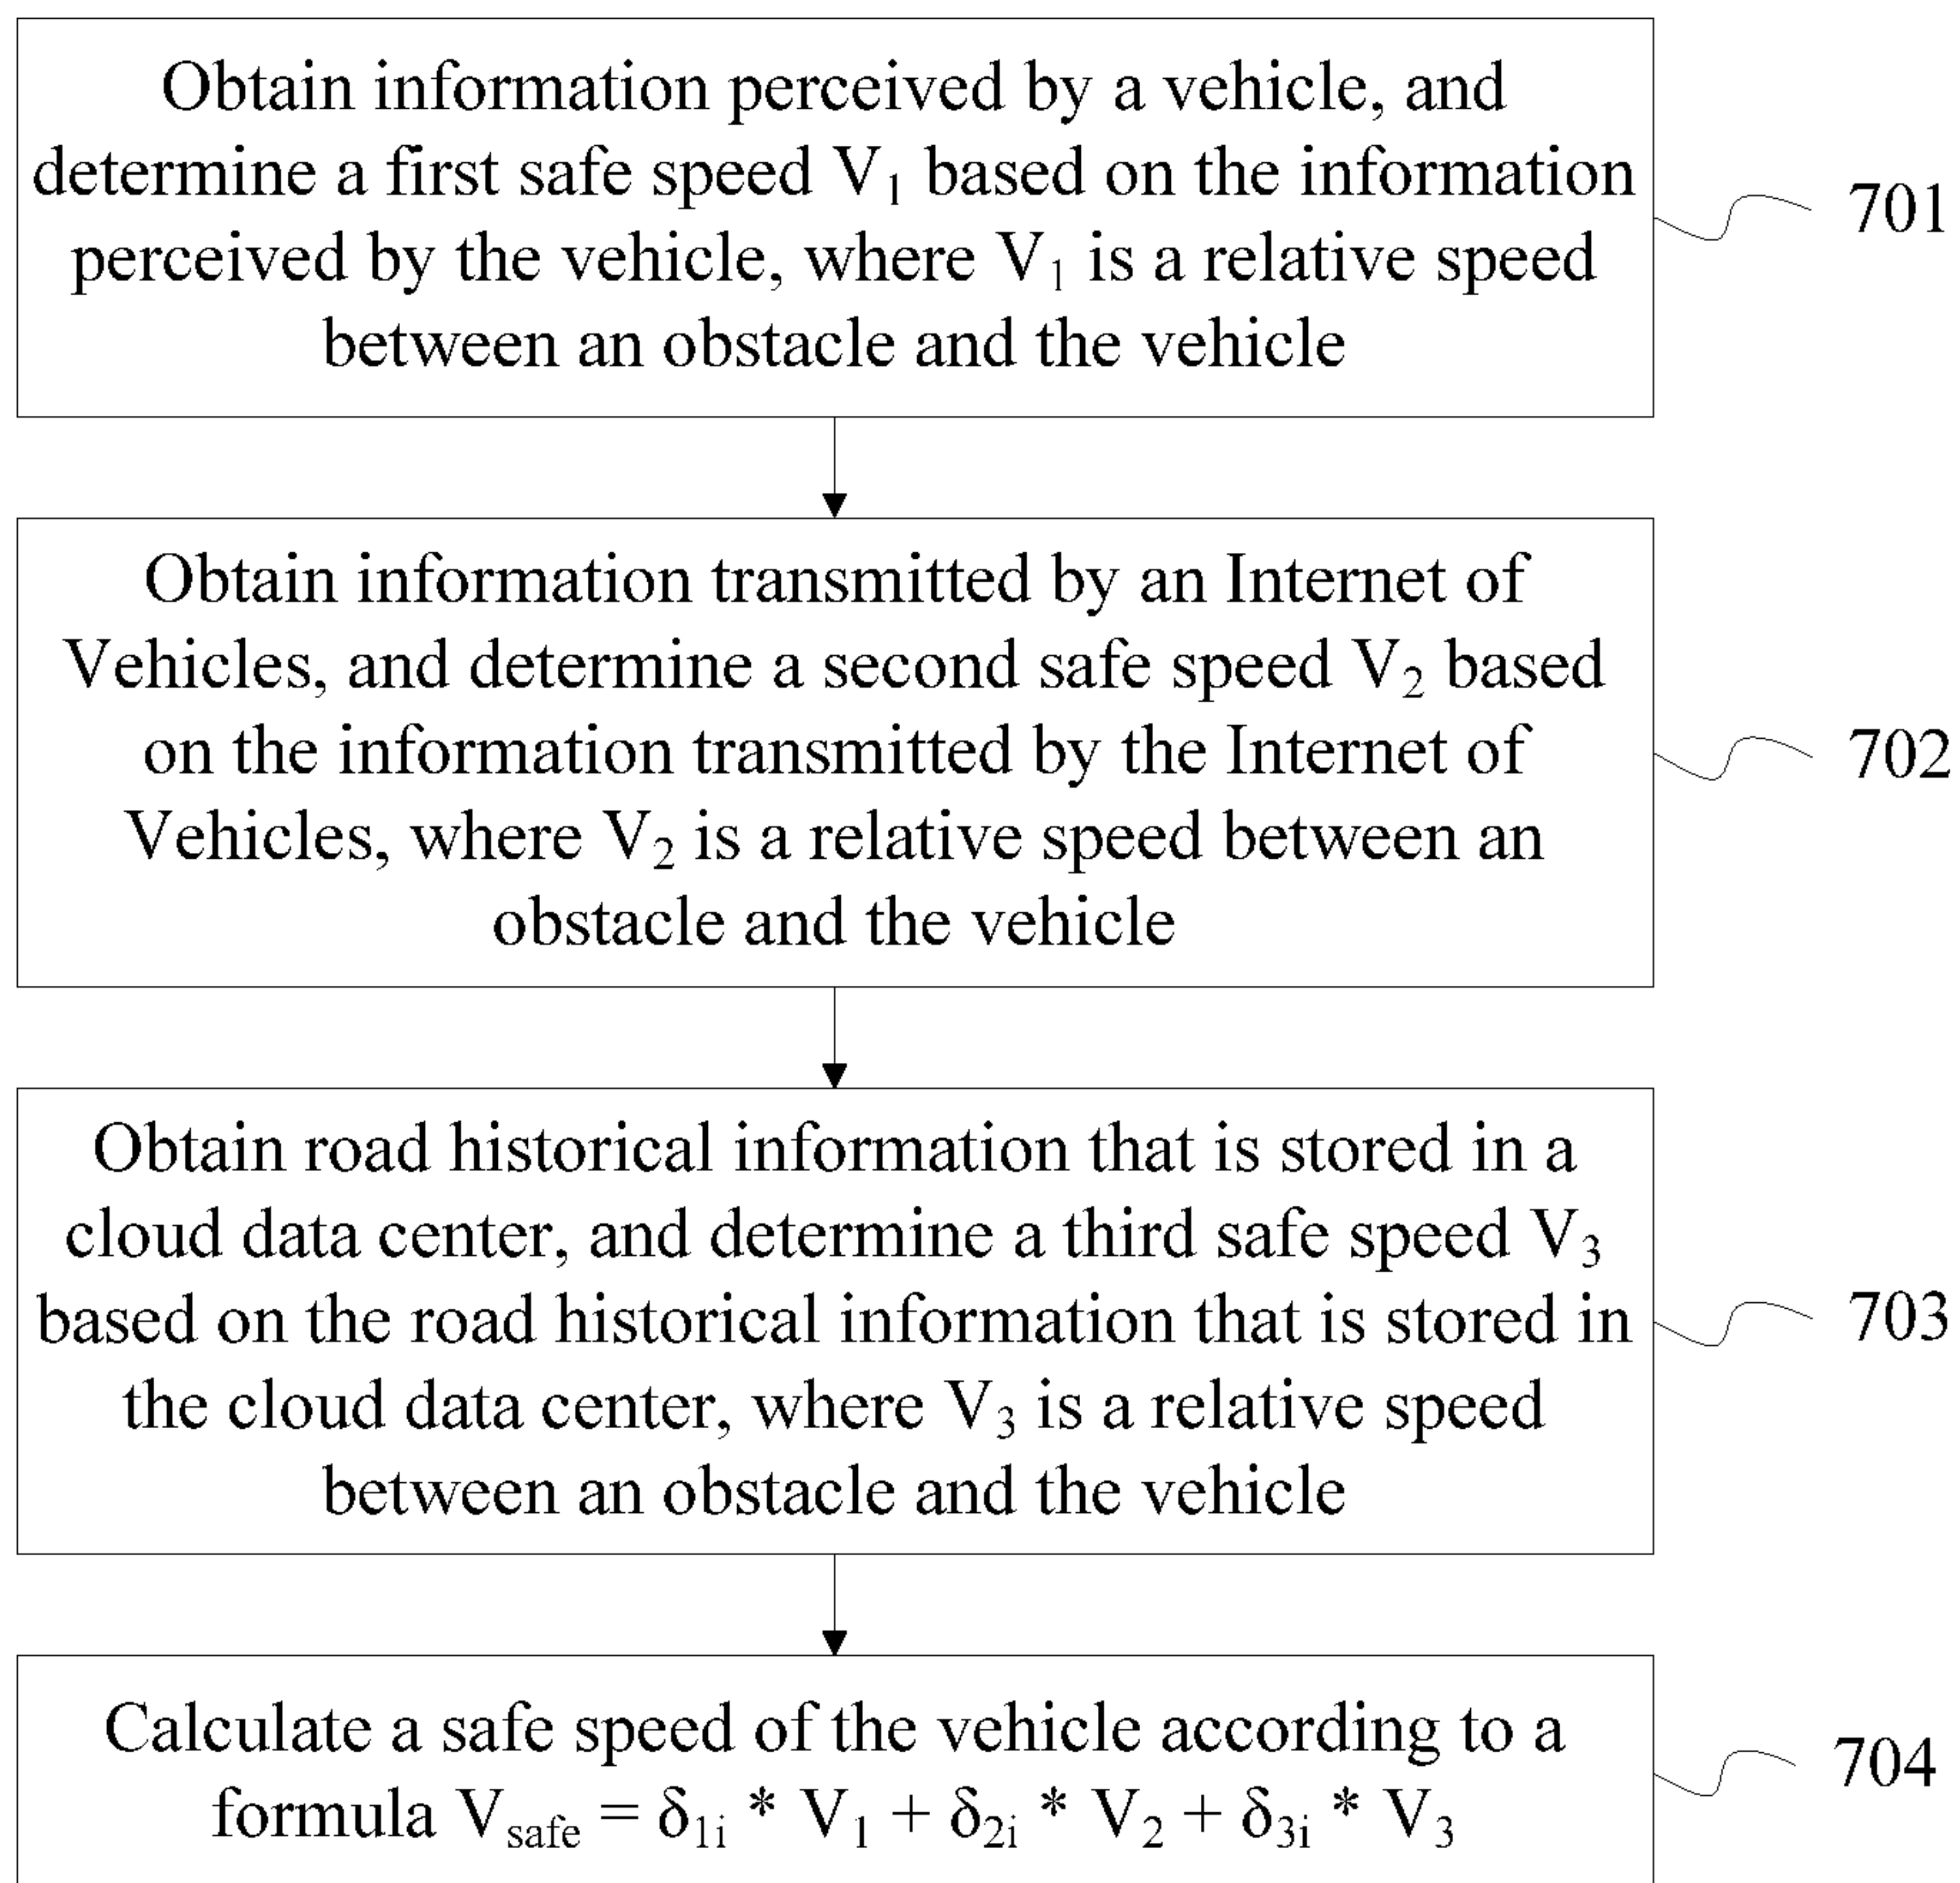 Obtain information perceived by a vehicle, and
determine a first safe speed V₁ based on the information
perceived by the vehicle, where V₁ is a relative speed
between an obstacle and the vehicle
701
Obtain information transmitted by an Internet of
Vehicles, and determine a second safe speed V₂ based
on the information transmitted by the Internet of
Vehicles, where V₂ is a relative speed between an
obstacle and the vehicle
702
Obtain road historical information that is stored in a
cloud data center, and determine a third safe speed V₃
based on the road historical information that is stored in
the cloud data center, where V₃ is a relative speed
between an obstacle and the vehicle
703
Calculate a safe speed of the vehicle according to a
formula V_safe = δ₁ᵢ * V₁ + δ₂ᵢ * V₂ + δ₃ᵢ * V₃
704